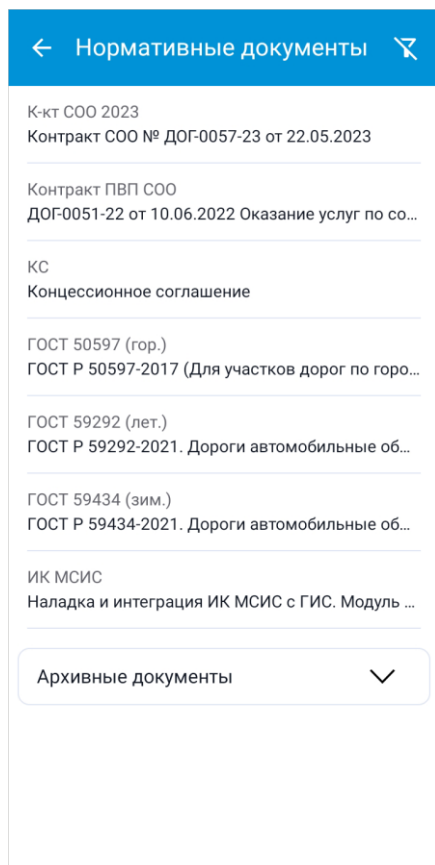 Нормативные документы
К-кт СОО 2023
Контракт СОО № ДОГ-0057-23 от 22.05.2023
Контракт ПВП СОО
ДОГ-0051-22 от 10.06.2022 Оказание услуг по со...
КС
Концессионное соглашение
ГОСТ 50597 (гор.)
ГОСТ Р 50597-2017 (Для участков дорог по горо...
ГОСТ 59292 (лет.)
ГОСТ Р 59292-2021. Дороги автомобильные об...
ГОСТ 59434 (зим.)
ГОСТ Р 59434-2021. Дороги автомобильные об...
ИК МСИС
Наладка и интеграция ИК МСИС с ГИС. Модуль ...
Архивные документы